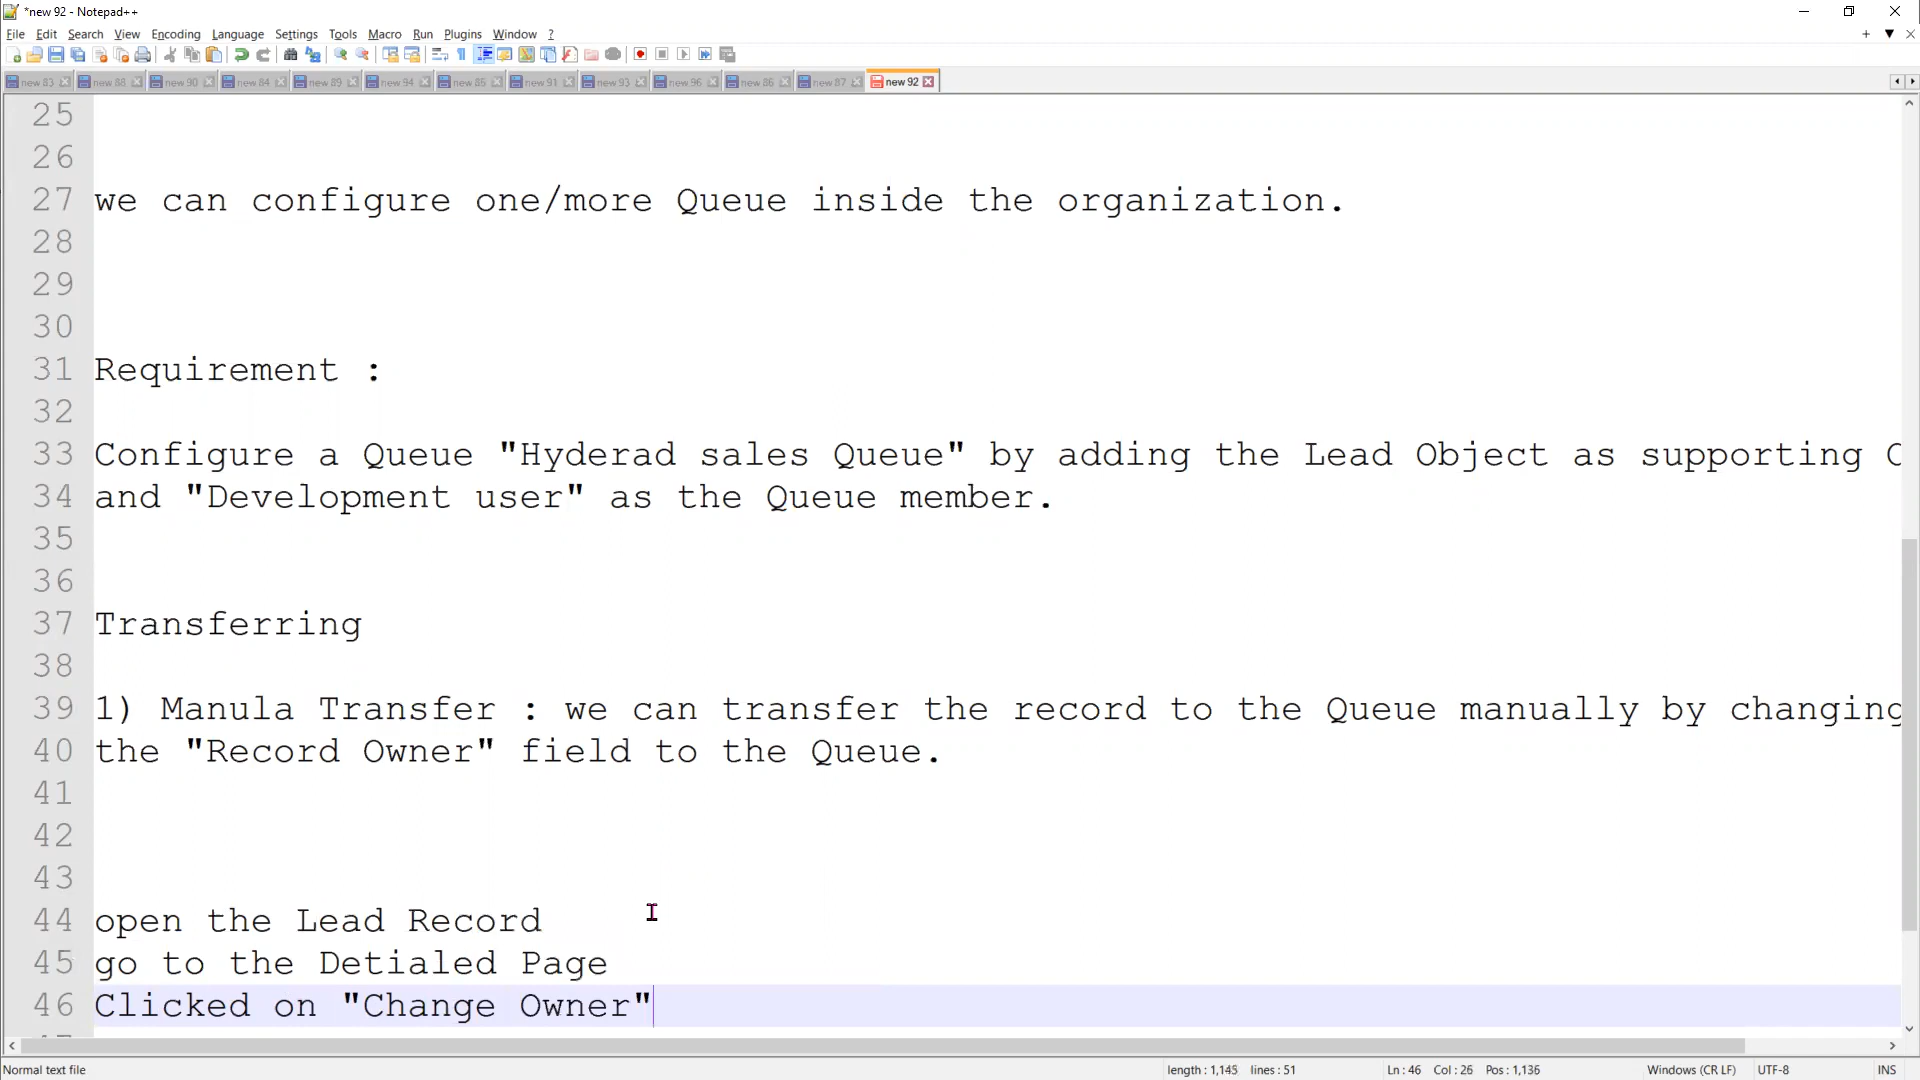 *new 92 - Notepad++
File Edit Search View Encoding Language Settings Tools Macro Run Plugins Window ?
new 83 new 88 new 90 new 84 new 89 new 94 new 85 new 91 new 93 new 96 new 86 new 87 new 92
25
26
27 we can configure one/more Queue inside the organization.
28
29
30
31 Requirement :
32
33 Configure a Queue "Hyderad sales Queue" by adding the Lead Object as supporting
34 and "Development user" as the Queue member.
35
36
37 Transferring
38
39 1) Manula Transfer : we can transfer the record to the Queue manually by changing
40 the "Record Owner" field to the Queue.
41
42
43
44 open the Lead Record
45 go to the Detialed Page
46 Clicked on "Change Owner"
Normal text file length : 1,145 lines : 51 Ln : 46 Col : 26 Pos : 1,136 Windows (CR LF) UTF-8 INS